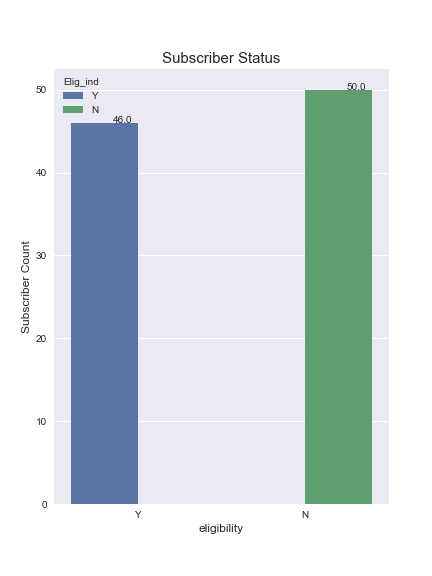 Subscriber Status
Elig_ind
Y
N
46.0
50.0
50
40
30
20
10
0
Subscriber Count
Y
N
eligibility